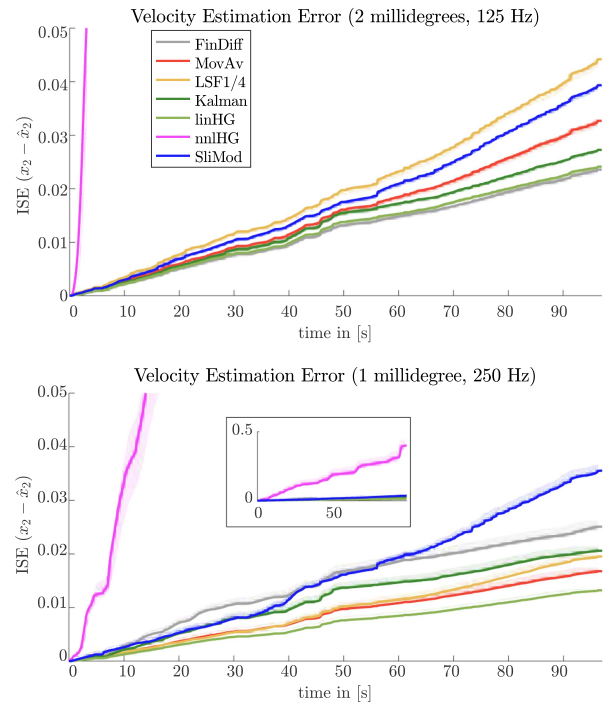 Velocity Estimation Error (2 millidegrees, 125 Hz)
0.05
0.04
0.03
0.02
0.01
0
ISE (x₂ − x̂₂)
FinDiff
MovAv
LSF1/4
Kalman
linHG
nnlHG
SliMod
0 10 20 30 40 50 60 70 80 90
time in [s]
Velocity Estimation Error (1 millidegree, 250 Hz)
0.05
0.04
0.03
0.02
0.01
0
ISE (x₂ − x̂₂)
0.5
0
0 50
0 10 20 30 40 50 60 70 80 90
time in [s]